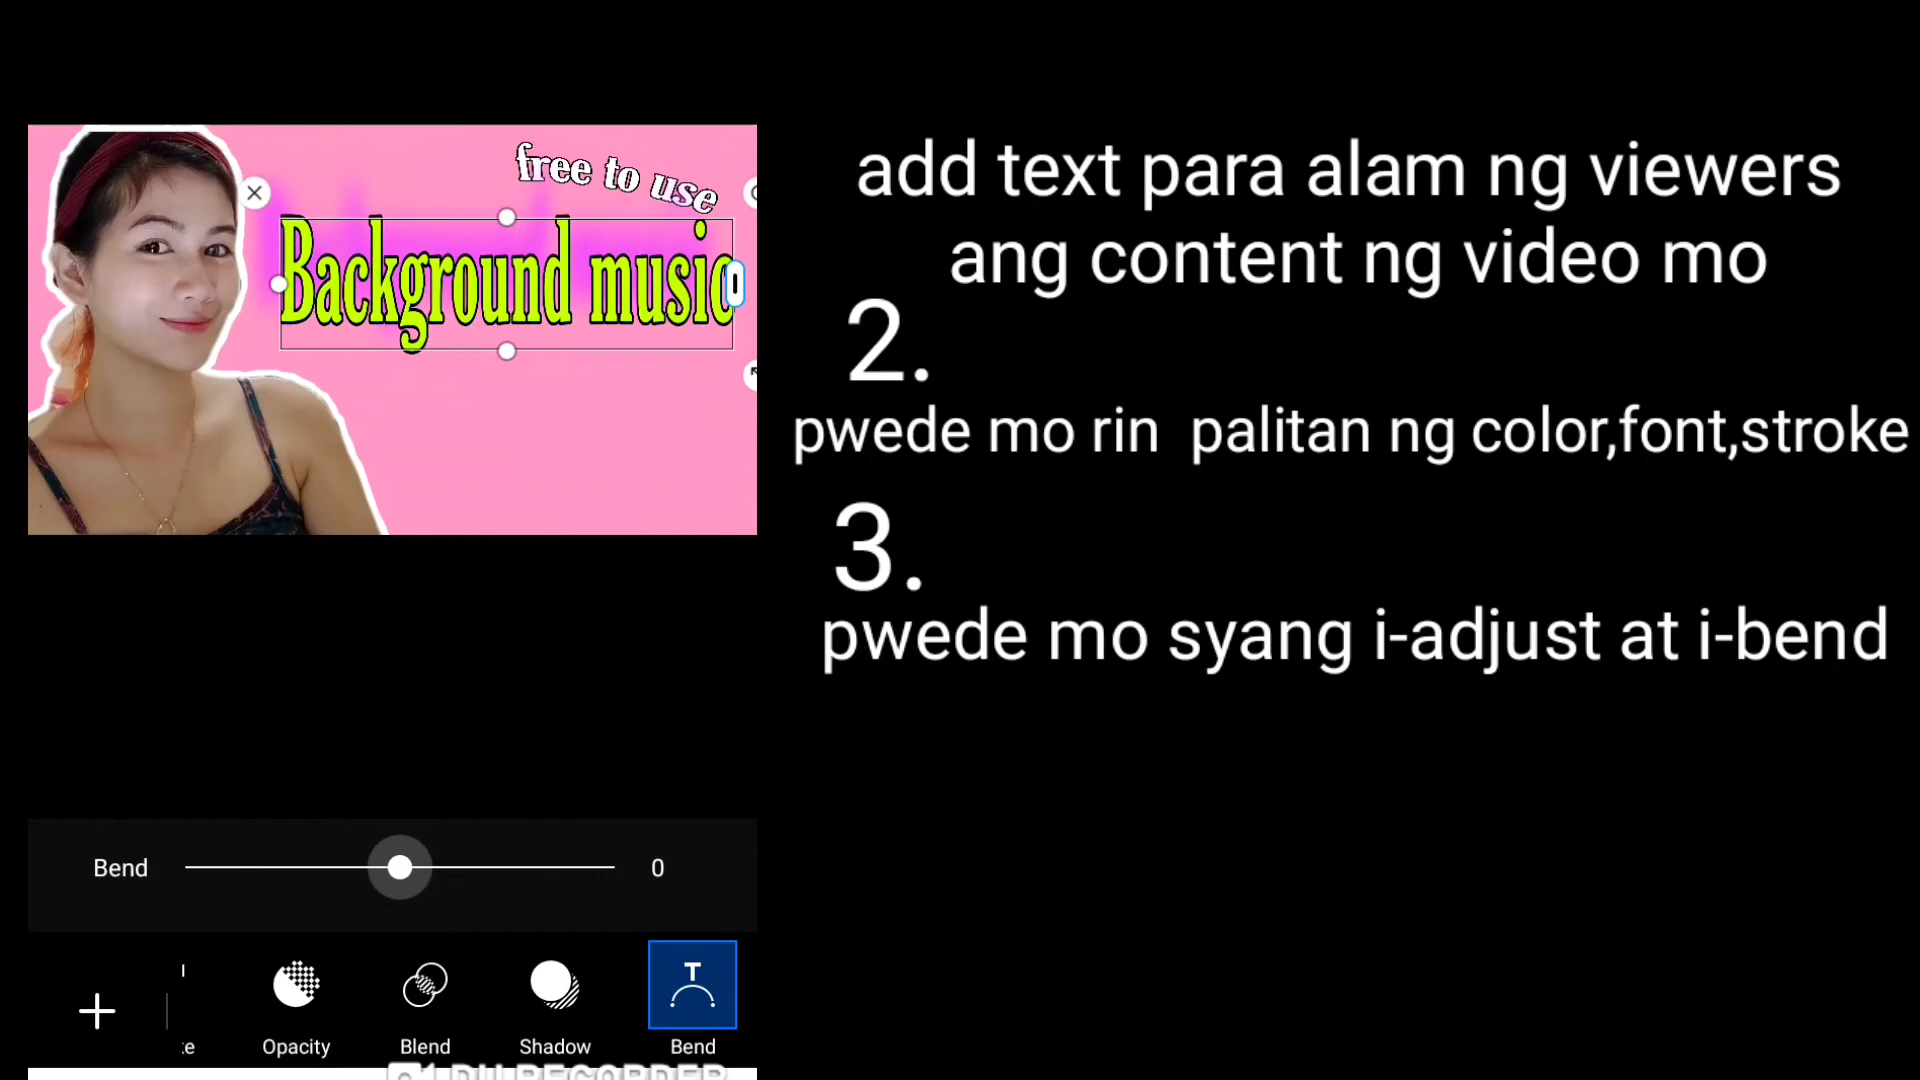 free to use
Background music
add text para alam ng viewers
ang content ng video mo
2.
pwede mo rin  palitan ng color,font,stroke
3.
pwede mo syang i-adjust at i-bend
Bend 0
Opacity Blend Shadow Bend
DU RECORDER